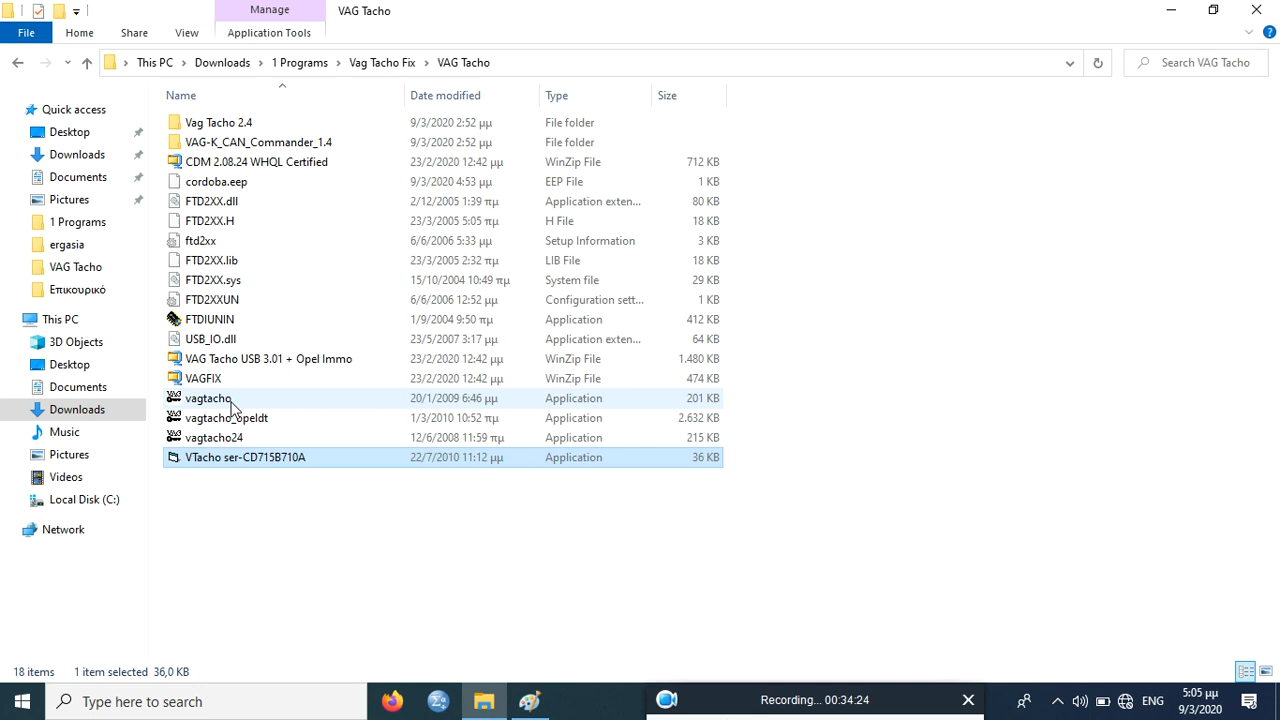 Manage
VAG Tacho
File
Home
Share
View
Application Tools
This PC
Downloads
1 Programs
Vag Tacho Fix
VAG Tacho
Search VAG Tacho
Name
Date modified
Type
Size
Quick access
Desktop
Downloads
Documents
Pictures
1 Programs
ergasia
VAG Tacho
Επικουρικό
This PC
3D Objects
Desktop
Documents
Downloads
Music
Pictures
Videos
Local Disk (C:)
Network
Vag Tacho 2.4 9/3/2020 2:52 μμ File folder
VAG-K_CAN_Commander_1.4 9/3/2020 2:52 μμ File folder
CDM 2.08.24 WHQL Certified 23/2/2020 12:42 μμ WinZip File 712 KB
cordoba.eep 9/3/2020 4:53 μμ EEP File 1 KB
FTD2XX.dll 2/12/2005 1:39 πμ Application exten... 80 KB
FTD2XX.H 23/3/2005 5:05 πμ H File 18 KB
ftd2xx 6/6/2006 5:33 μμ Setup Information 3 KB
FTD2XX.lib 23/3/2005 2:32 πμ LIB File 18 KB
FTD2XX.sys 15/10/2004 10:49 πμ System file 29 KB
FTD2XXUN 6/6/2006 12:52 μμ Configuration sett... 1 KB
FTDIUNIN 1/9/2004 9:50 πμ Application 412 KB
USB_IO.dll 23/5/2007 3:17 μμ Application exten... 64 KB
VAG Tacho USB 3.01 + Opel Immo 23/2/2020 12:42 μμ WinZip File 1.480 KB
VAGFIX 23/2/2020 12:42 μμ WinZip File 474 KB
vagtacho 20/1/2009 6:46 μμ Application 201 KB
vagtacho_opeldt 1/3/2010 10:52 πμ Application 2.632 KB
vagtacho24 12/6/2008 11:59 πμ Application 215 KB
VTacho ser-CD715B710A 22/7/2010 11:12 μμ Application 36 KB
18 items
1 item selected 36,0 KB
Type here to search
Recording... 00:34:24
ENG
5:05 μμ
9/3/2020